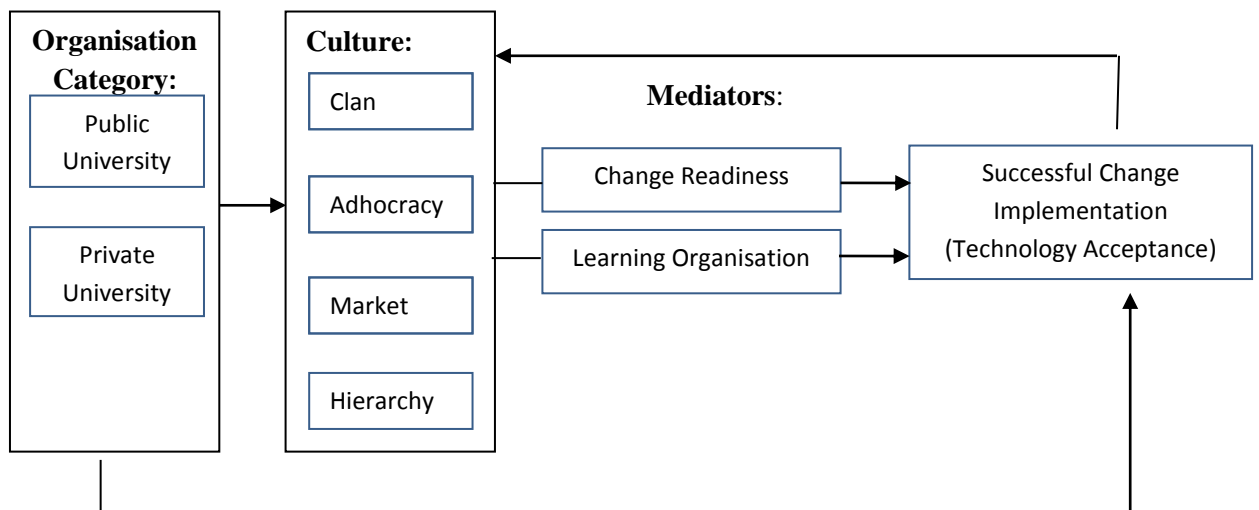 Organisation
Category:
Public
University
Private
University
Culture:
Clan
Adhocracy
Market
Hierarchy
Mediators:
Change Readiness
Learning Organisation
Successful Change
Implementation
(Technology Acceptance)